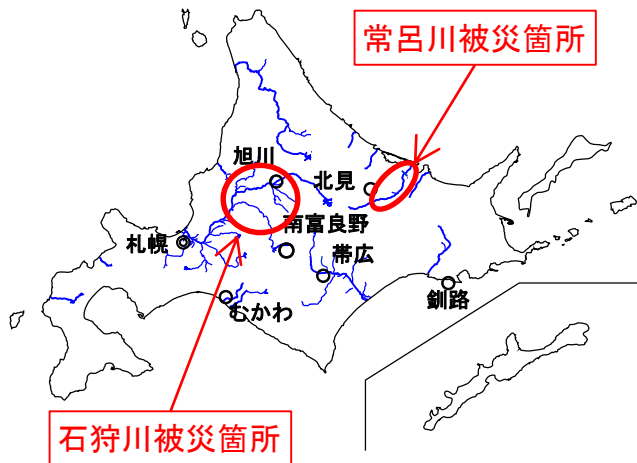 常呂川被災箇所
旭川
北見
南富良野
札幌
帯広
釧路
むかわ
石狩川被災箇所